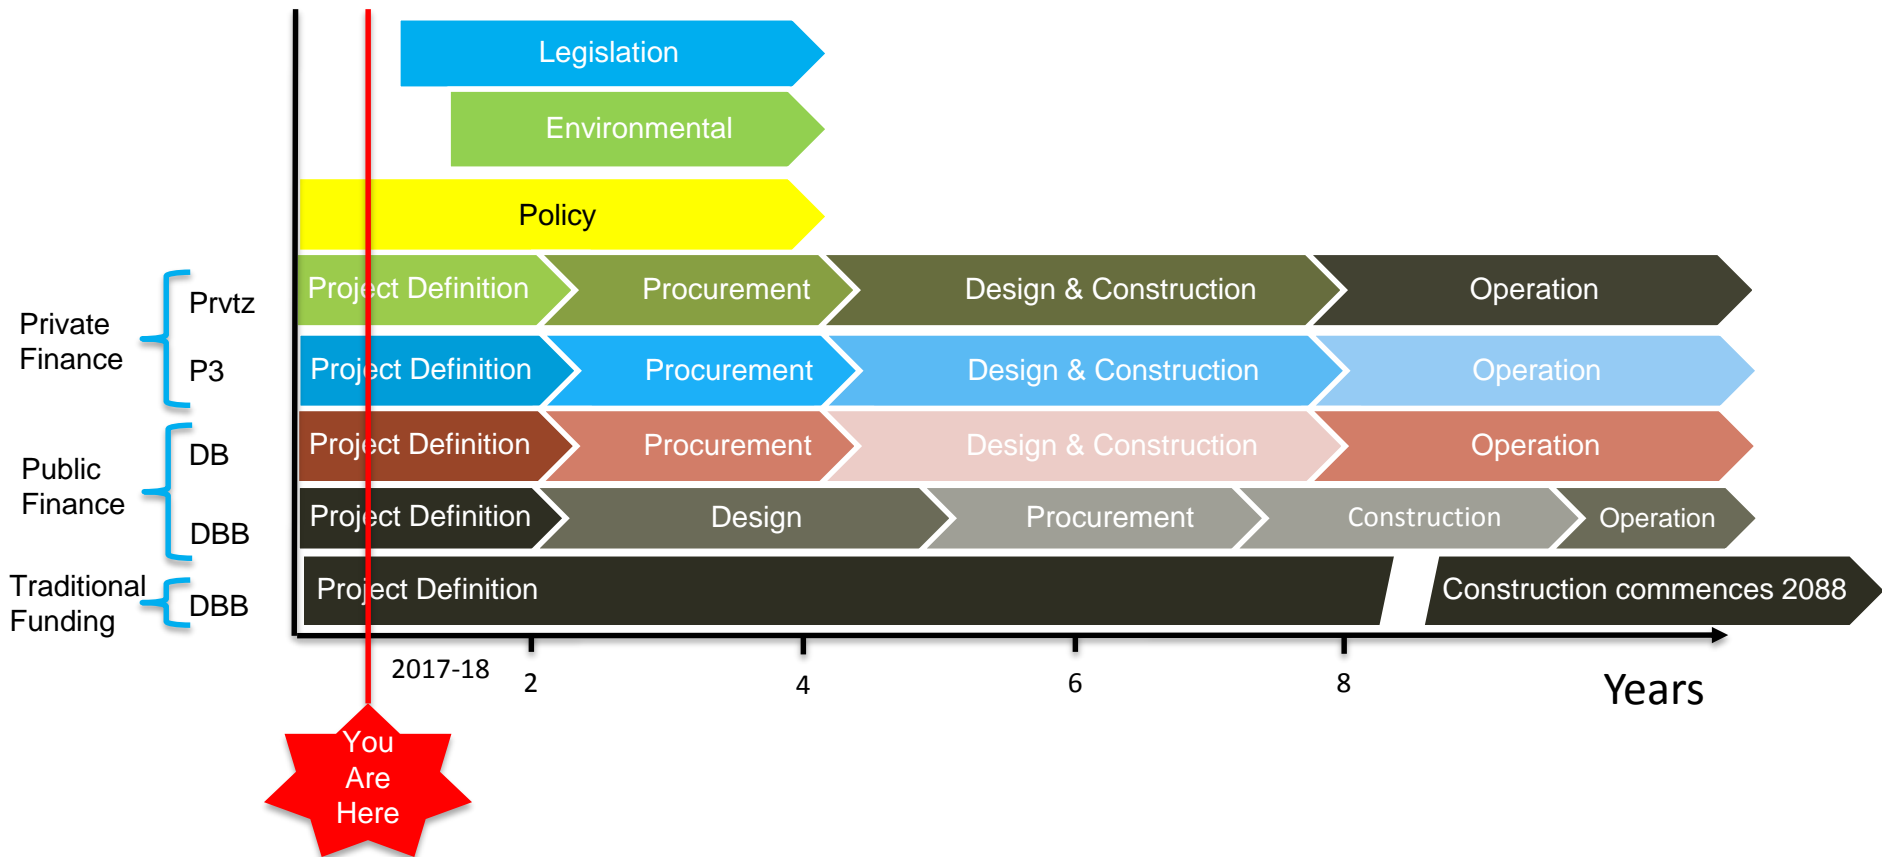 Legislation
Environmental
Policy
Private
Finance
Prvtz
Project Definition
Procurement
Design & Construction
Operation
P3
Project Definition
Procurement
Design & Construction
Operation
Public
Finance
DB
Project Definition
Procurement
Design & Construction
Operation
DBB
Project Definition
Design
Procurement
Construction
Operation
Traditional
Funding
DBB
Project Definition
Construction commences 2088
2017-18
2
4
6
8
Years
You
Are
Here